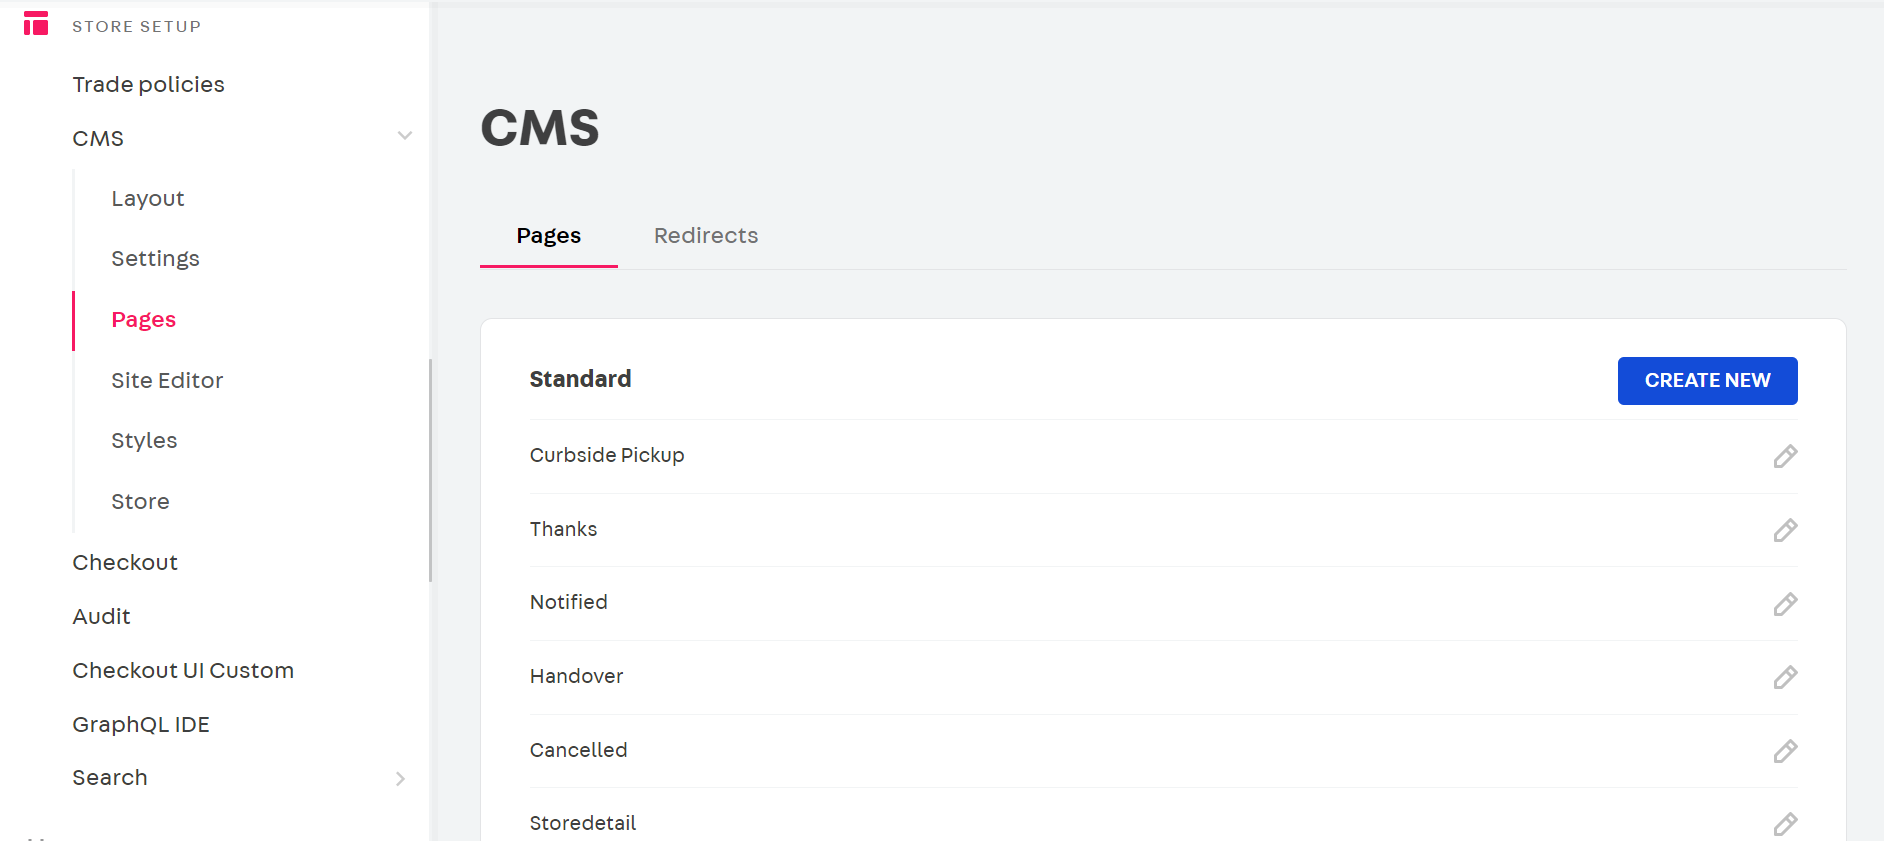 STORE SETUP
Trade policies
CMS
Layout
Settings
Pages
Site Editor
Styles
Store
Checkout
Audit
Checkout UI Custom
GraphQL IDE
Search
CMS
Pages
Redirects
Standard
CREATE NEW
Curbside Pickup
Thanks
Notified
Handover
Cancelled
Storedetail